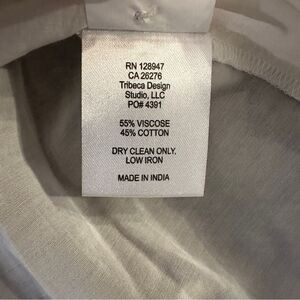 RN 128947
CA 26276
Tribeca Design
Studio, LLC
PO# 4391
55% VISCOSE
45% COTTON
DRY CLEAN ONLY.
LOW IRON
MADE IN INDIA